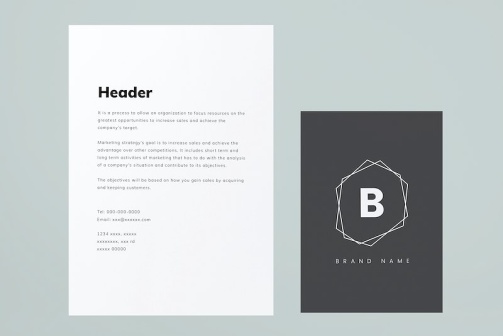 Header
It is a process to allow an organization to focus resources on the
greatest opportunities to increase sales and achieve the
company's target.
Marketing strategy's goal is to increase sales and achieve the
advantage over other competitions. It includes short term and
long term activities of marketing that has to do with the analysis
of a company's situation and contribute to its objectives.
The objectives will be based on how you gain sales by acquiring
and keeping customers.
Tel: 000-000-0000
Email: xxx@xxxxxx.com
1234 xxxx, xxxxx
xxxxxxxx, xxx rd
xxxxx 00000
B
BRAND NAME